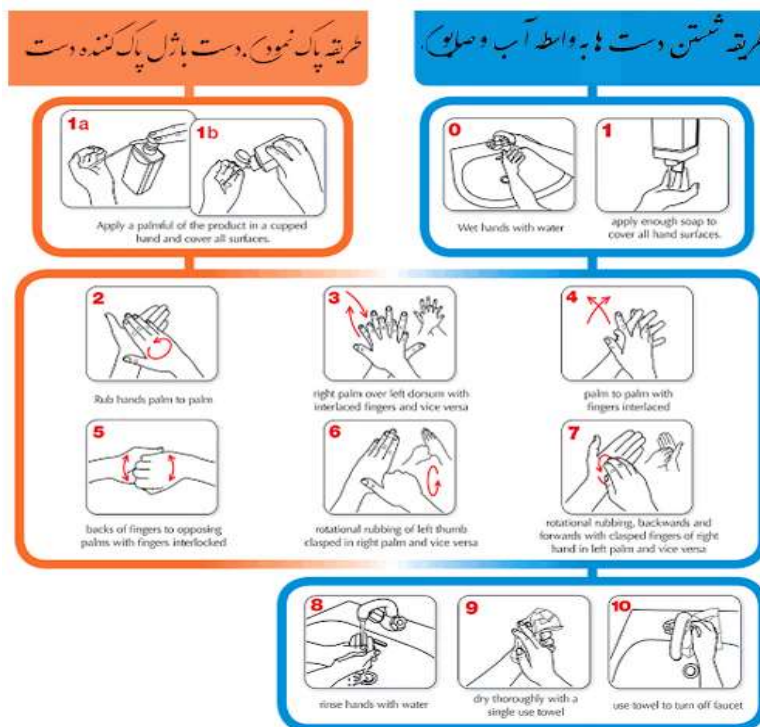 طریقه پاک نمودن دست با ژل پاک کننده دست
طریقه شستن دست ها به واسطه آب و صابون
1a
1b
Apply a palmful of the product in a cupped
hand and cover all surfaces.
0
Wet hands with water
1
apply enough soap to
cover all hand surfaces.
2
Rub hands palm to palm
3
right palm over left dorsum with
interlaced fingers and vice versa
4
palm to palm with
fingers interlaced
5
backs of fingers to opposing
palms with fingers interlocked
6
rotational rubbing of left thumb
clasped in right palm and vice versa
7
rotational rubbing, backwards and
forwards with clasped fingers of right
hand in left palm and vice versa
8
rinse hands with water
9
dry thoroughly with a
single use towel
10
use towel to turn off faucet